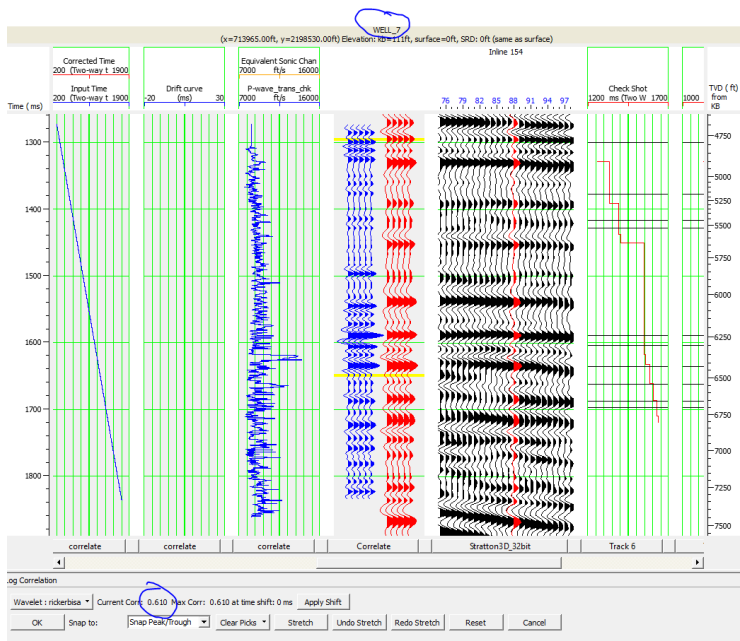 WELL_7
(x=713965.00ft, y=2198530.00ft) Elevation: KB=111ft, surface=0ft, SRD: 0ft (same as surface)
Inline 154
Corrected Time
200 (Two-way t 1900
Input Time
200 (Two-way t 1900
Drift curve
-20 (ms) 30
Equivalent Sonic Chan
7000 ft/s 16000
P-wave_trans_chk
7000 ft/s 16000
76 79 82 85 88 91 94 97
Check Shot
1200 ms (Two W 1700
1000
TVD ( ft )
from
KB
Time ( ms )
1300
1400
1500
1600
1700
1800
4750
5000
5250
5500
5750
6000
6250
6500
6750
7000
7250
7500
correlate
correlate
correlate
Correlate
Stratton3D_32bit
Track 6
Log Correlation
Wavelet : rickerbisa Current Corr: 0.610 Max Corr: 0.610 at time shift: 0 ms Apply Shift
OK Snap to: Snap Peak/Trough Clear Picks Stretch Undo Stretch Redo Stretch Reset Cancel